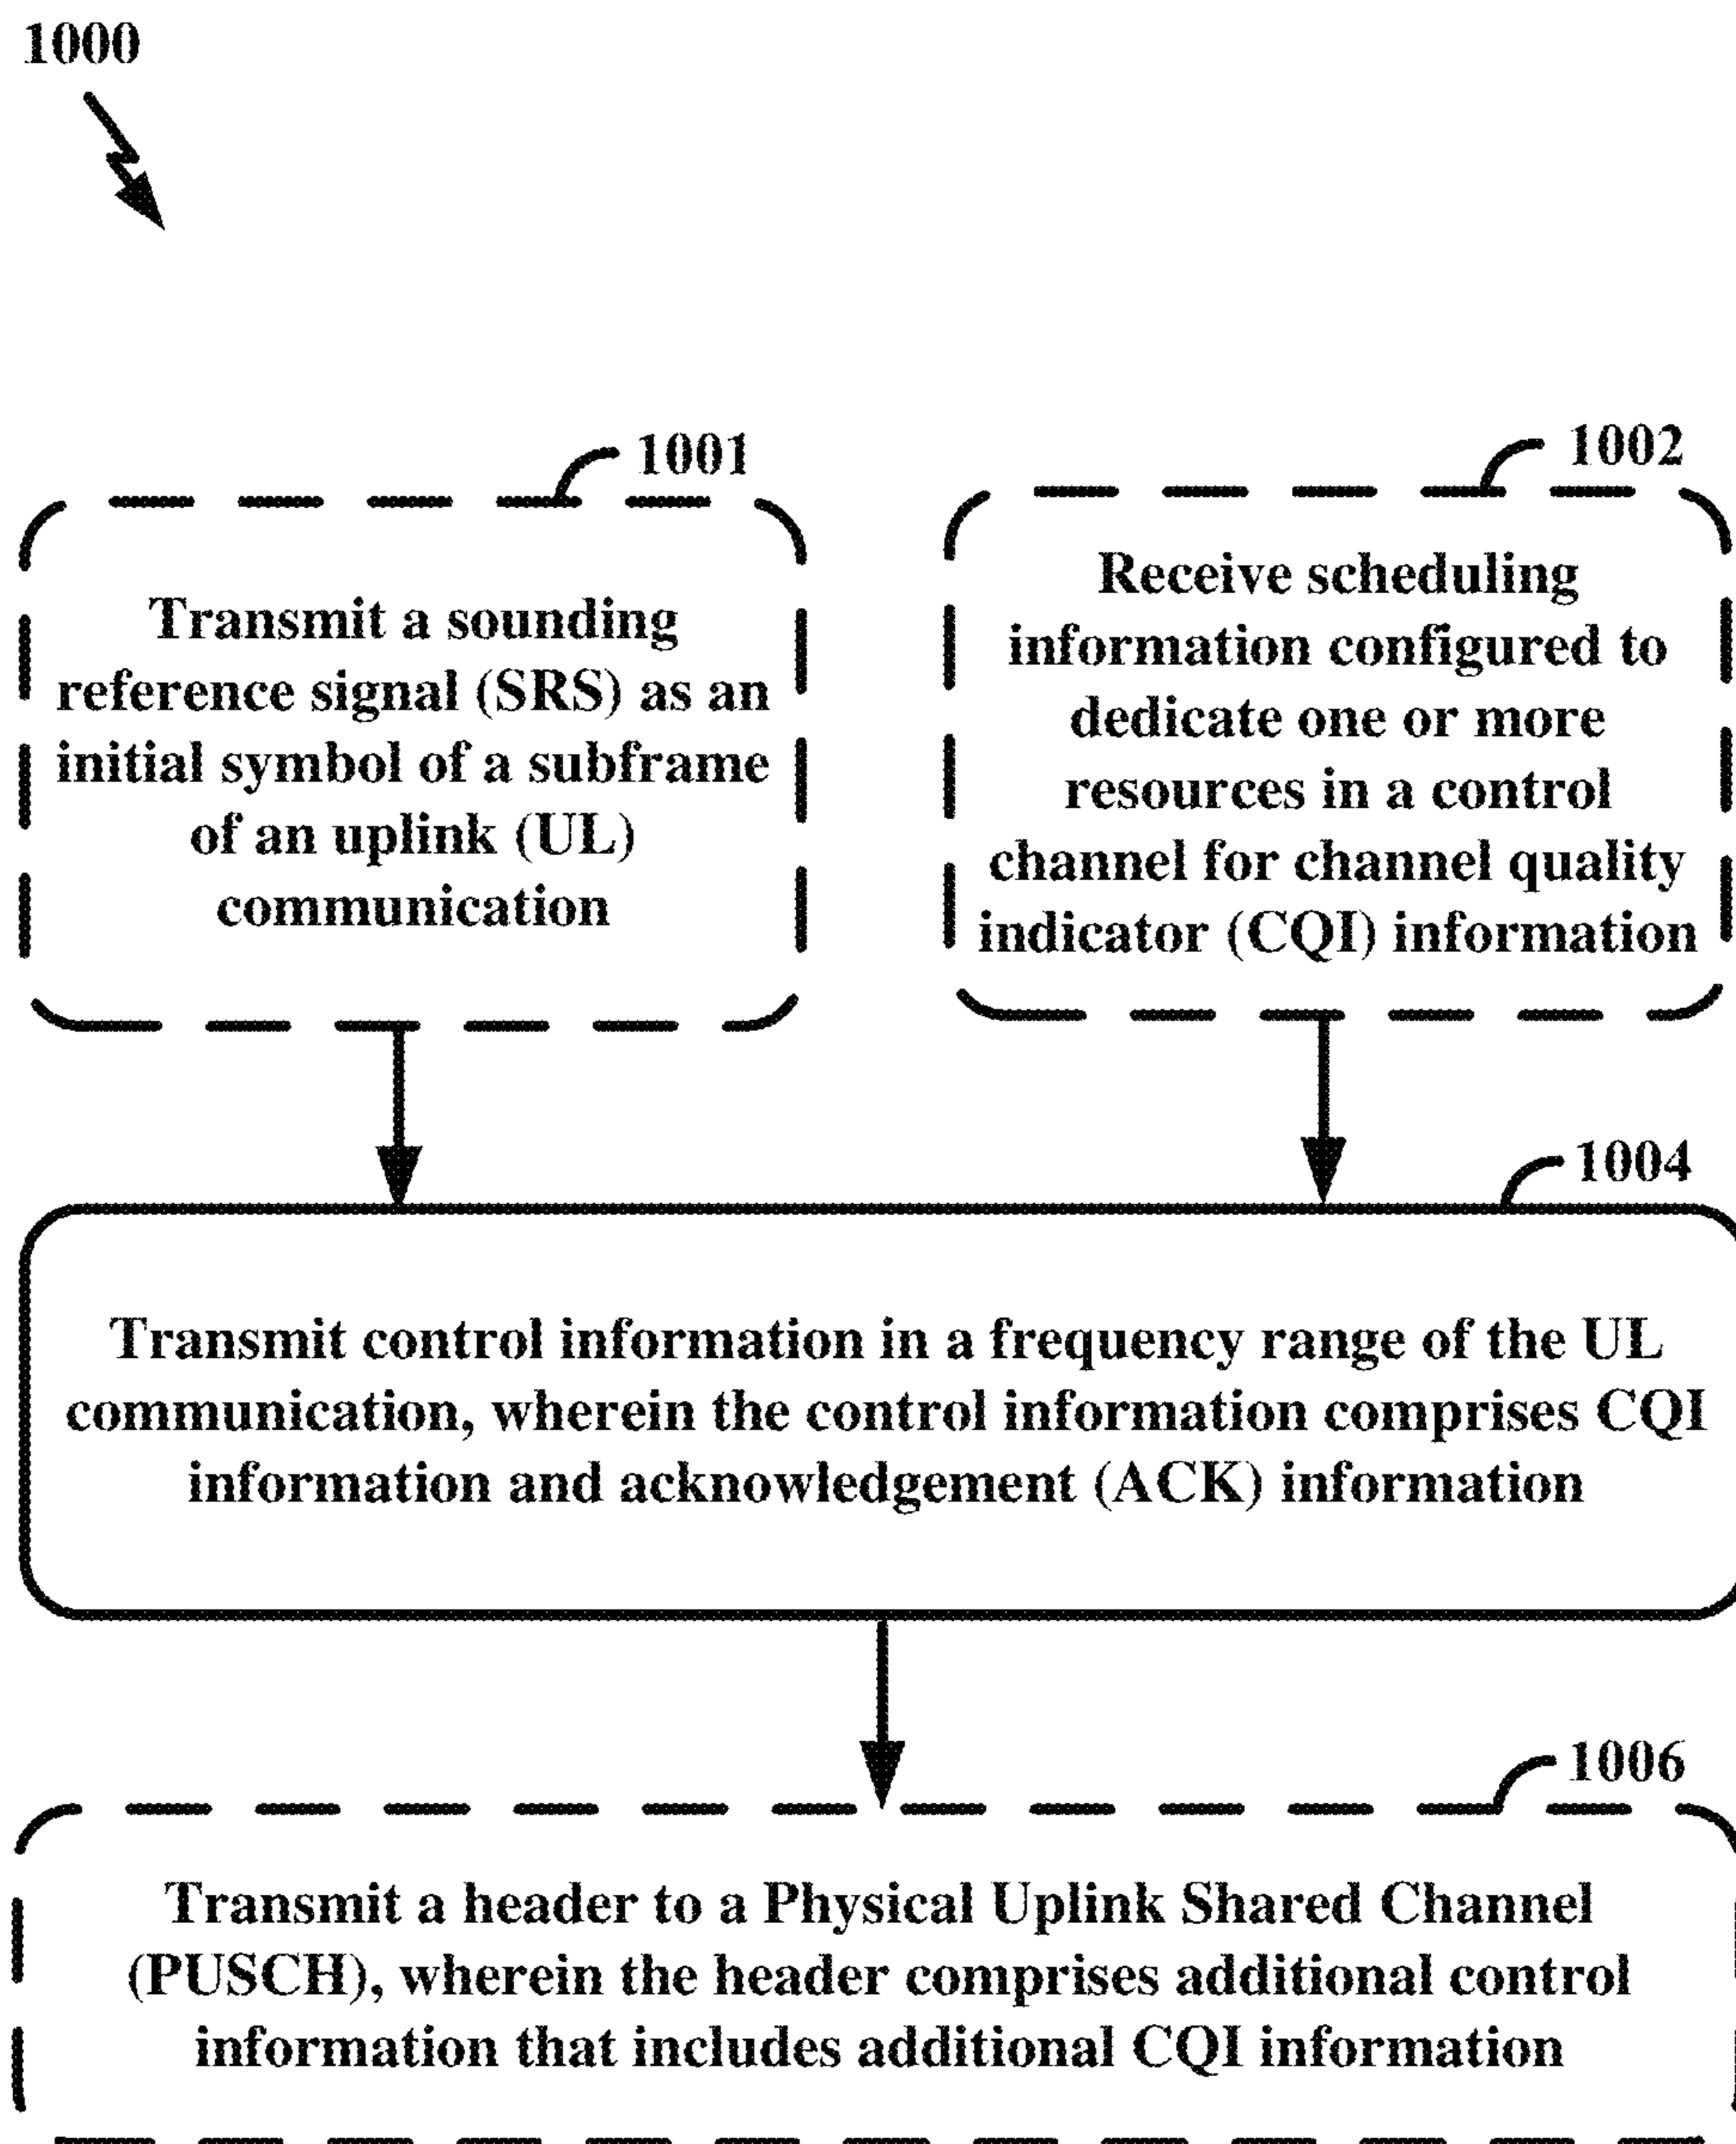 1000
1001
Transmit a sounding
reference signal (SRS) as an
initial symbol of a subframe
of an uplink (UL)
communication
1002
Receive scheduling
information configured to
dedicate one or more
resources in a control
channel for channel quality
indicator (CQI) information
1004
Transmit control information in a frequency range of the UL
communication, wherein the control information comprises CQI
information and acknowledgement (ACK) information
1006
Transmit a header to a Physical Uplink Shared Channel
(PUSCH), wherein the header comprises additional control
information that includes additional CQI information